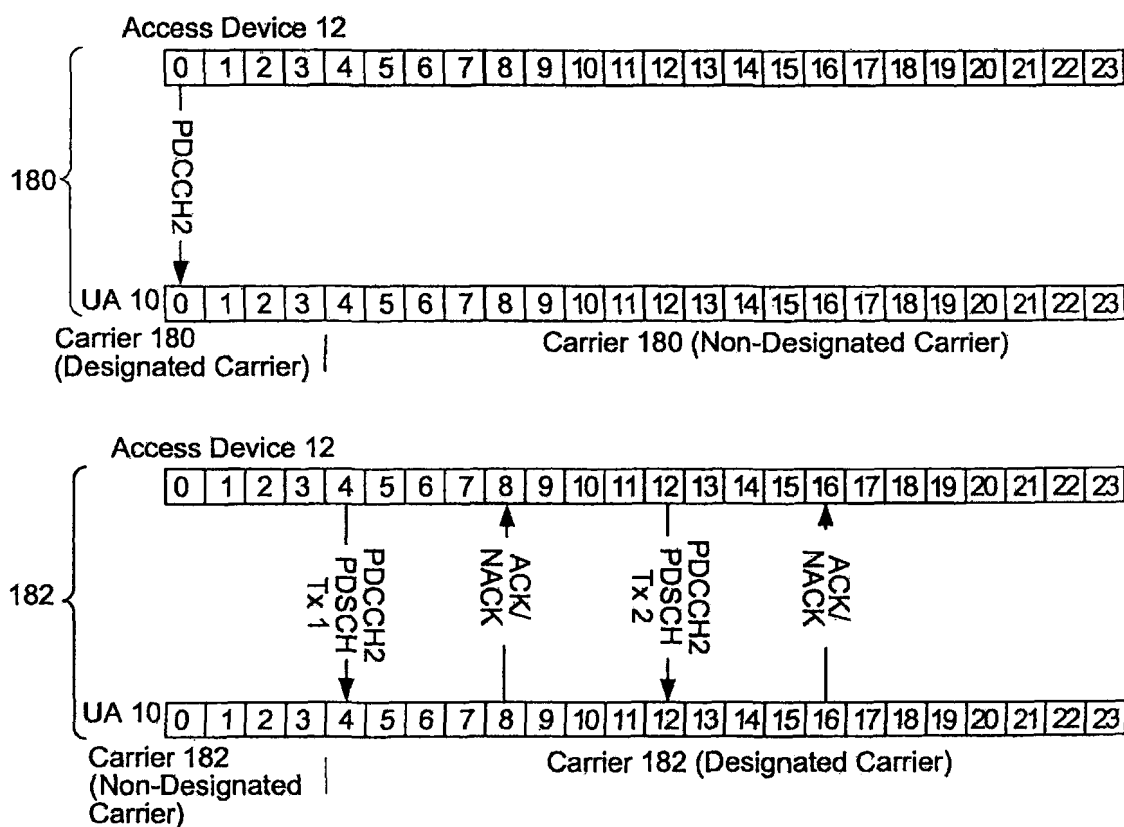 Access Device 12
0 1 2 3 4 5 6 7 8 9 10 11 12 13 14 15 16 17 18 19 20 21 22 23
180
PDCCH2
UA 10 0 1 2 3 4 5 6 7 8 9 10 11 12 13 14 15 16 17 18 19 20 21 22 23
Carrier 180
(Designated Carrier)
Carrier 180 (Non-Designated Carrier)
Access Device 12
0 1 2 3 4 5 6 7 8 9 10 11 12 13 14 15 16 17 18 19 20 21 22 23
182
PDCCH2
PDSCH
Tx 1
ACK/
NACK
PDCCH2
PDSCH
Tx 2
ACK/
NACK
UA 10 0 1 2 3 4 5 6 7 8 9 10 11 12 13 14 15 16 17 18 19 20 21 22 23
Carrier 182
(Non-Designated
Carrier)
Carrier 182 (Designated Carrier)